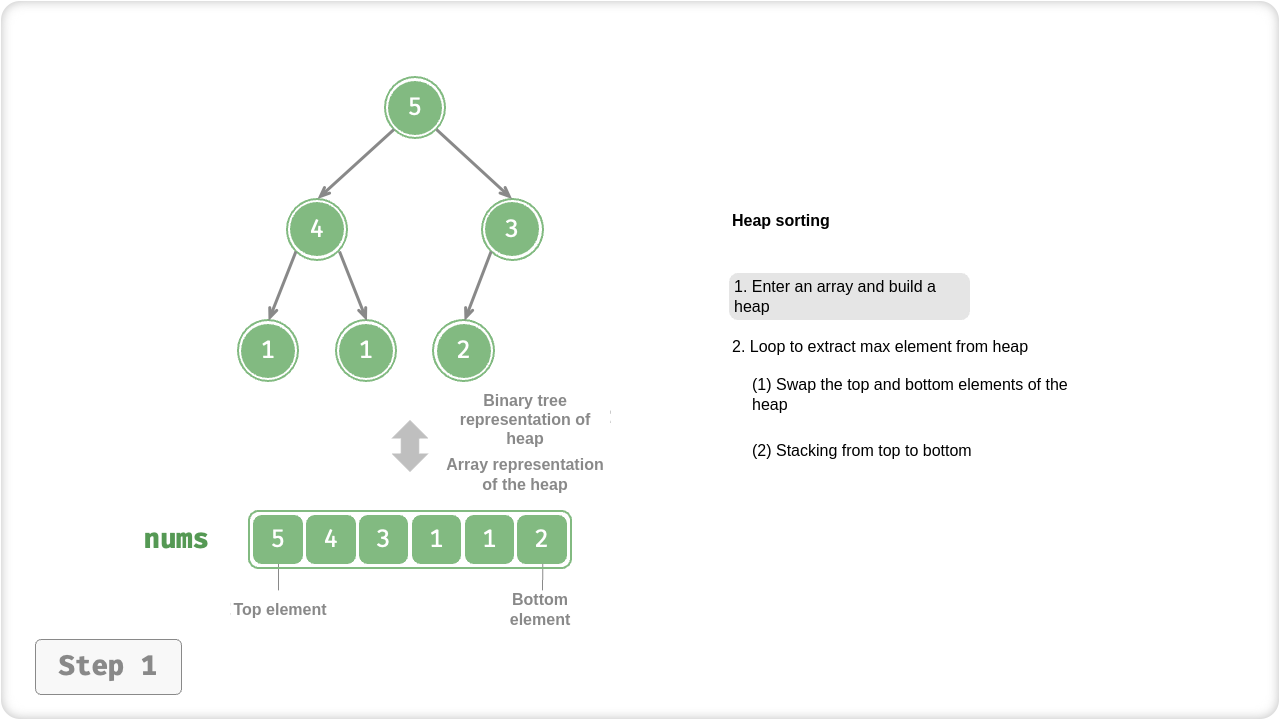 5
4
3
1
1
2
Binary tree
representation of
heap
Array representation
of the heap
nums
5 4 3 1 1 2
Top element
Bottom
element
Step 1
Heap sorting
1. Enter an array and build a
heap
2. Loop to extract max element from heap
(1) Swap the top and bottom elements of the
heap
(2) Stacking from top to bottom